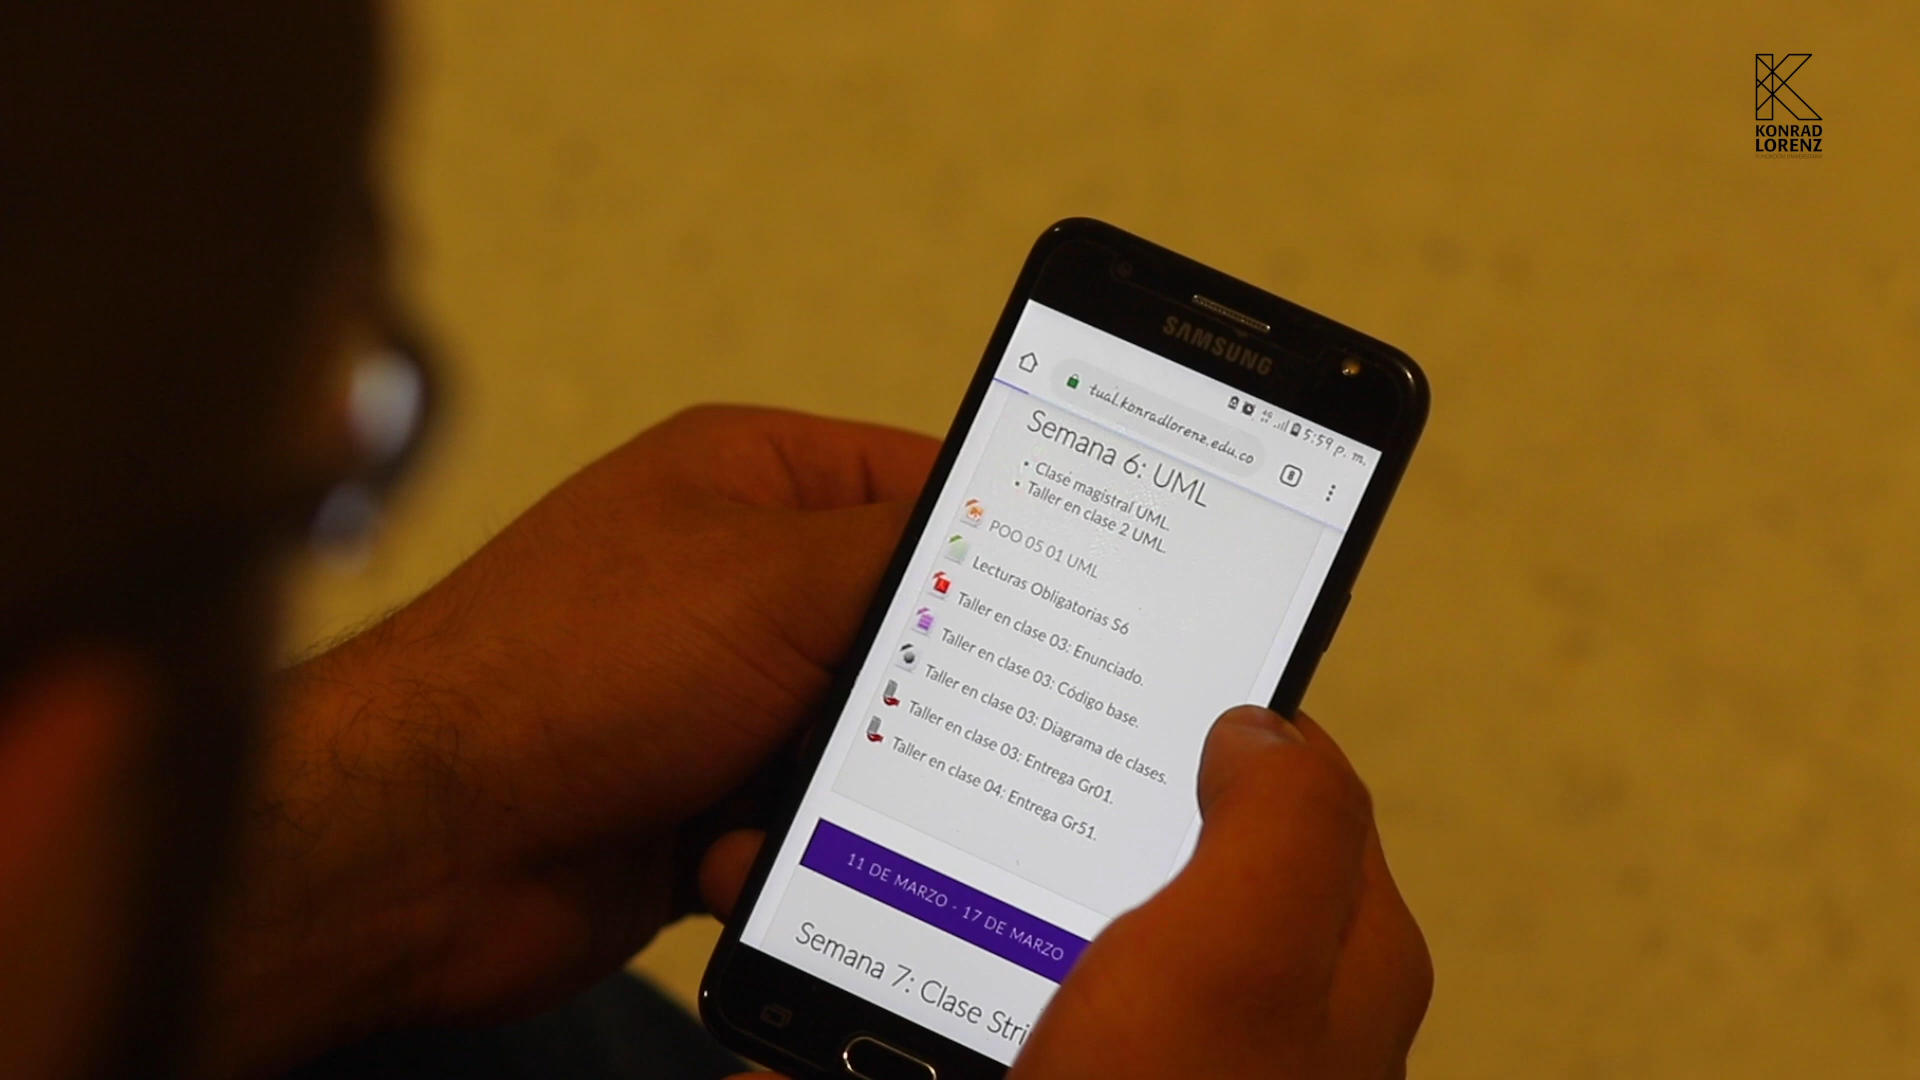 KONRAD
LORENZ
SAMSUNG
5:59 p. m.
tual.konradlorenz.edu.co
8
Semana 6: UML
Clase magistral UML.
Taller en clase 2 UML.
POO 05 01 UML
Lecturas Obligatorias S6
Taller en clase 03: Enunciado.
Taller en clase 03: Código base.
Taller en clase 03: Diagrama de clases.
Taller en clase 03: Entrega Gr01.
Taller en clase 04: Entrega Gr51.
11 DE MARZO - 17 DE MARZO
Semana 7: Clase Stri